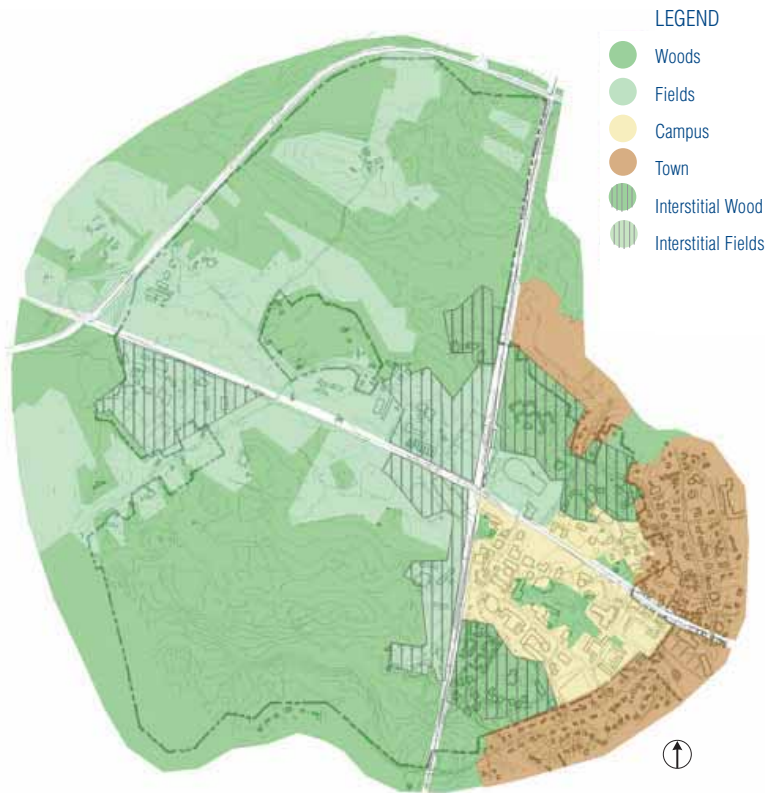 LEGEND
Woods
Fields
Campus
Town
Interstitial Wood
Interstitial Fields